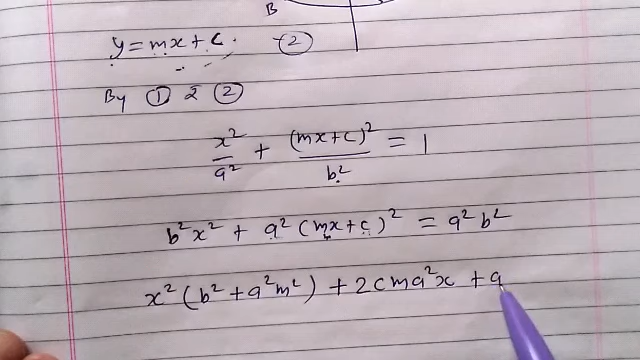 B
y = mx + c. - ②
By ① & ②
x²/a² + (mx+c)²/b² = 1
b²x² + a²(mx+c)² = a²b²
x²(b² + a²m²) + 2cma²x + a